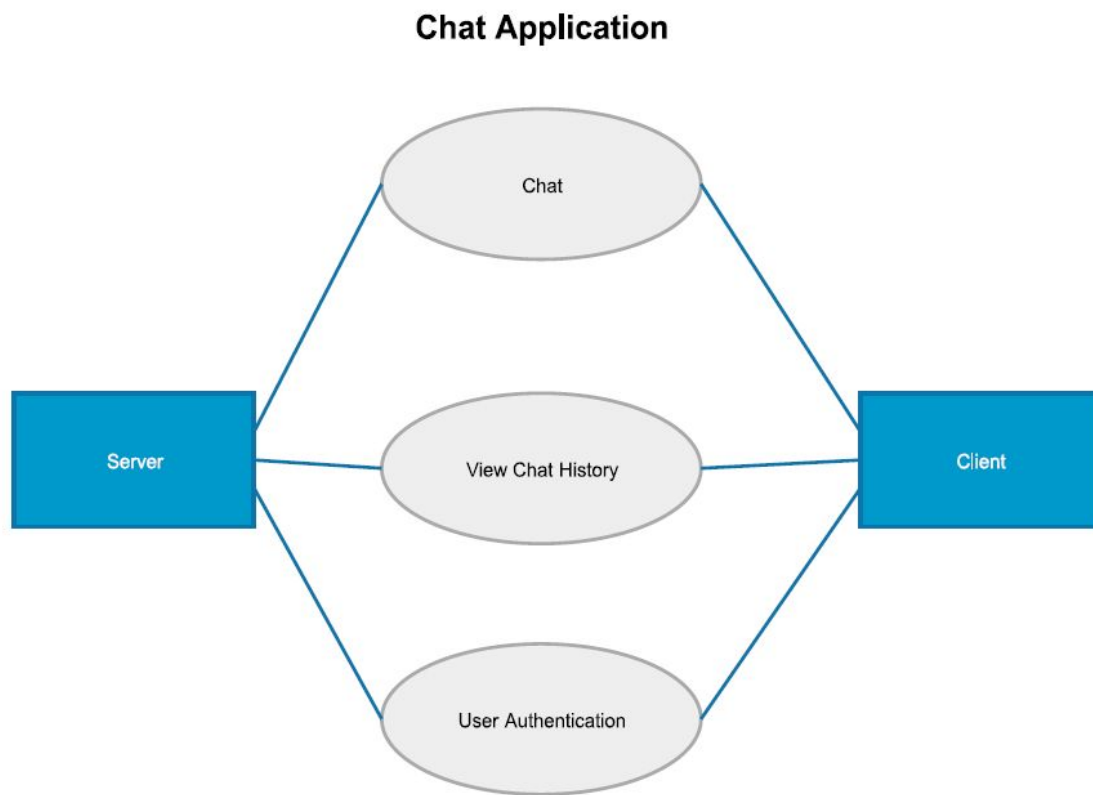 Chat Application
Chat
Server
View Chat History
Client
User Authentication